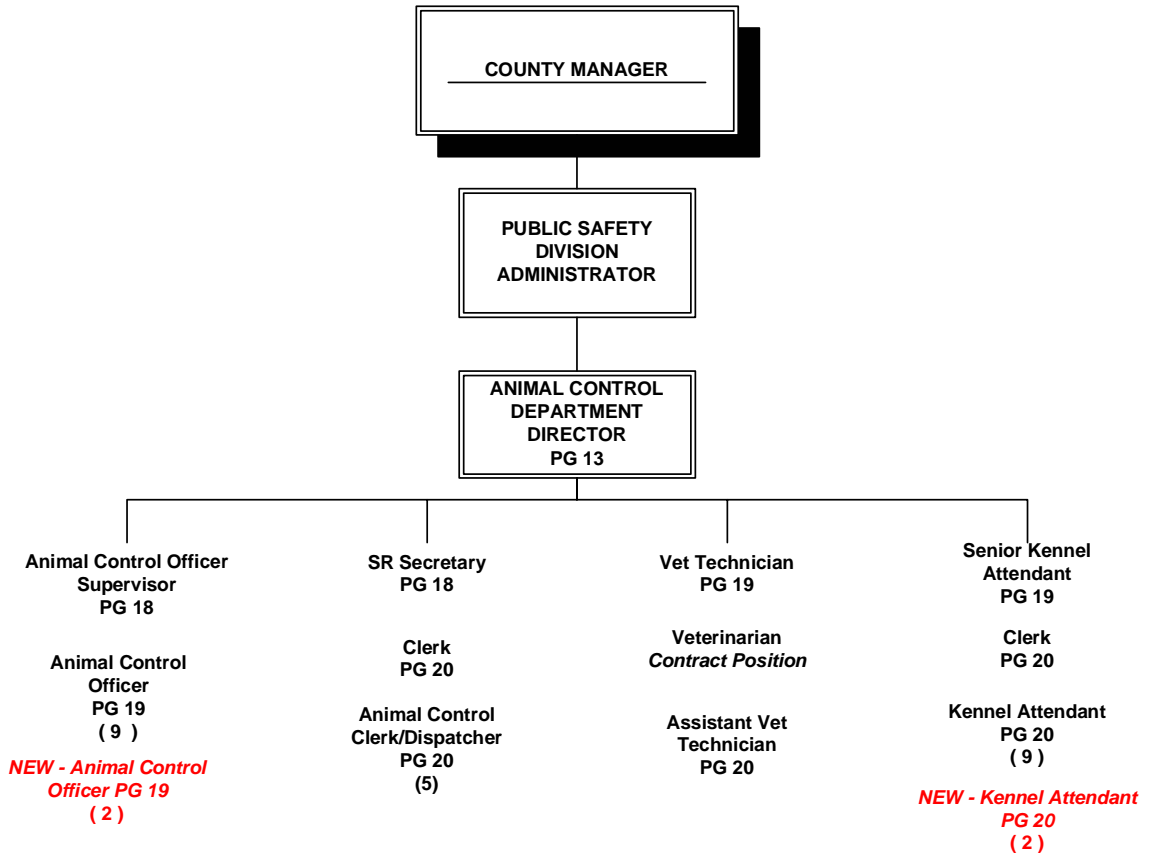 COUNTY MANAGER
PUBLIC SAFETY
DIVISION
ADMINISTRATOR
ANIMAL CONTROL
DEPARTMENT
DIRECTOR
PG 13
Animal Control Officer
Supervisor
PG 18
Animal Control
Officer
PG 19
( 9 )
NEW - Animal Control
Officer PG 19
( 2 )
SR Secretary
PG 18
Clerk
PG 20
Animal Control
Clerk/Dispatcher
PG 20
(5)
Vet Technician
PG 19
Veterinarian
Contract Position
Assistant Vet
Technician
PG 20
Senior Kennel
Attendant
PG 19
Clerk
PG 20
Kennel Attendant
PG 20
( 9 )
NEW - Kennel Attendant
PG 20
( 2 )